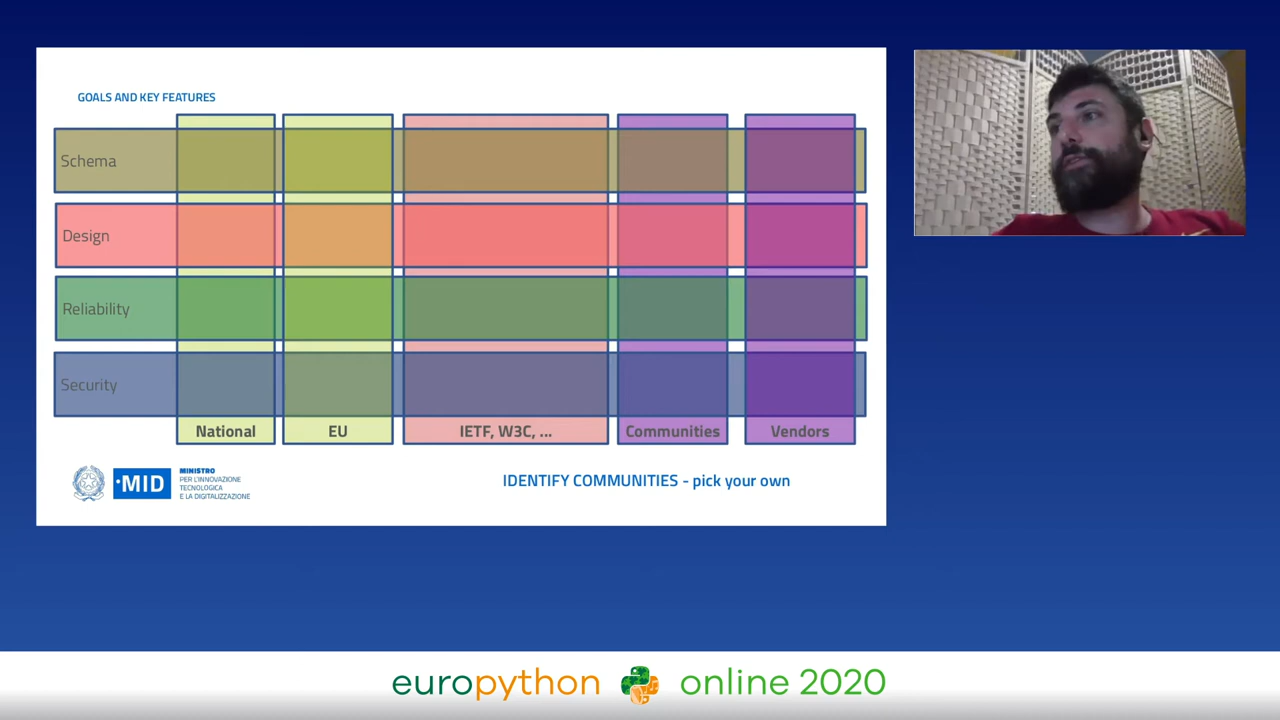 GOALS AND KEY FEATURES
Schema
Design
Reliability
Security
National
EU
IETF, W3C, ...
Communities
Vendors
·MID
MINISTRO
PER L'INNOVAZIONE
TECNOLOGICA
E LA DIGITALIZZAZIONE
IDENTIFY COMMUNITIES - pick your own
europython online 2020